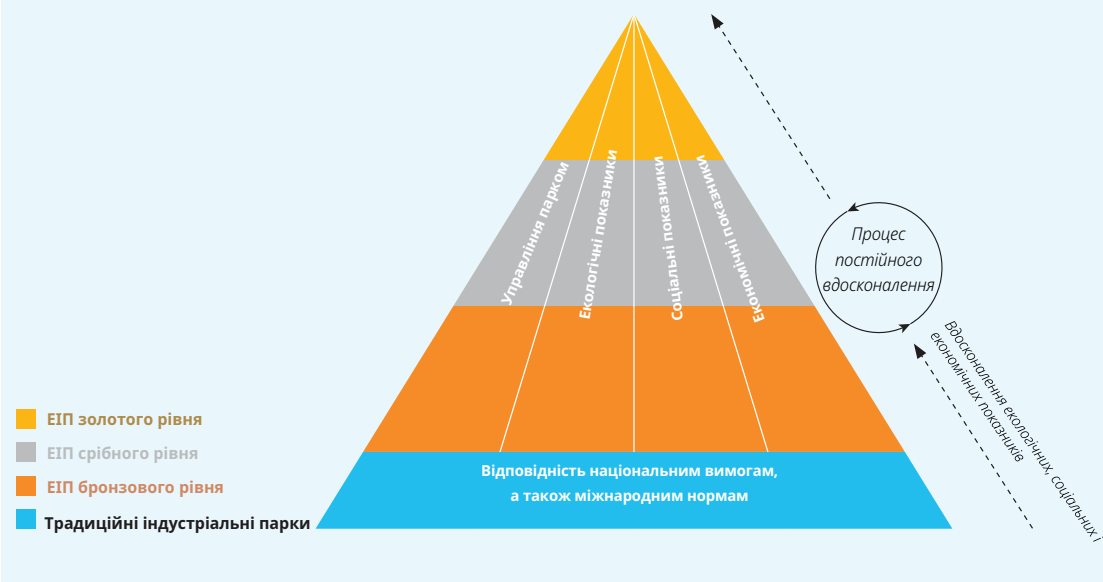 Управління парком
Екологічні показники
Соціальні показники
Економічні показники
Процес
постійного
вдосконалення
Вдосконалення екологічних, соціальних і
економічних показників
ЕІП золотого рівня
ЕІП срібного рівня
ЕІП бронзового рівня
Традиційні індустріальні парки
Відповідність національним вимогам,
а також міжнародним нормам